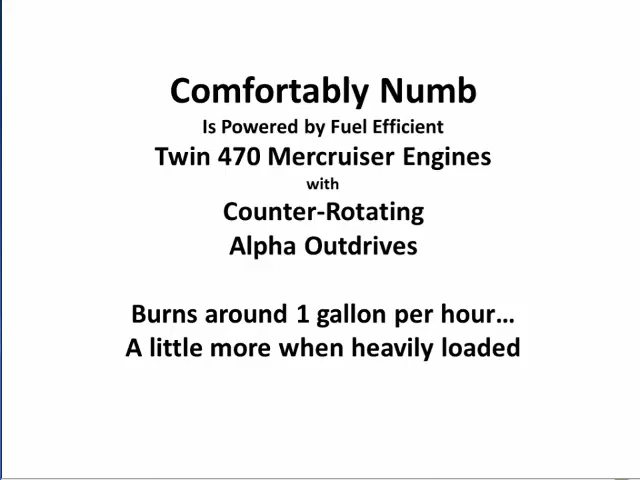 Comfortably Numb
Is Powered by Fuel Efficient
Twin 470 Mercruiser Engines
with
Counter-Rotating
Alpha Outdrives
Burns around 1 gallon per hour…
A little more when heavily loaded